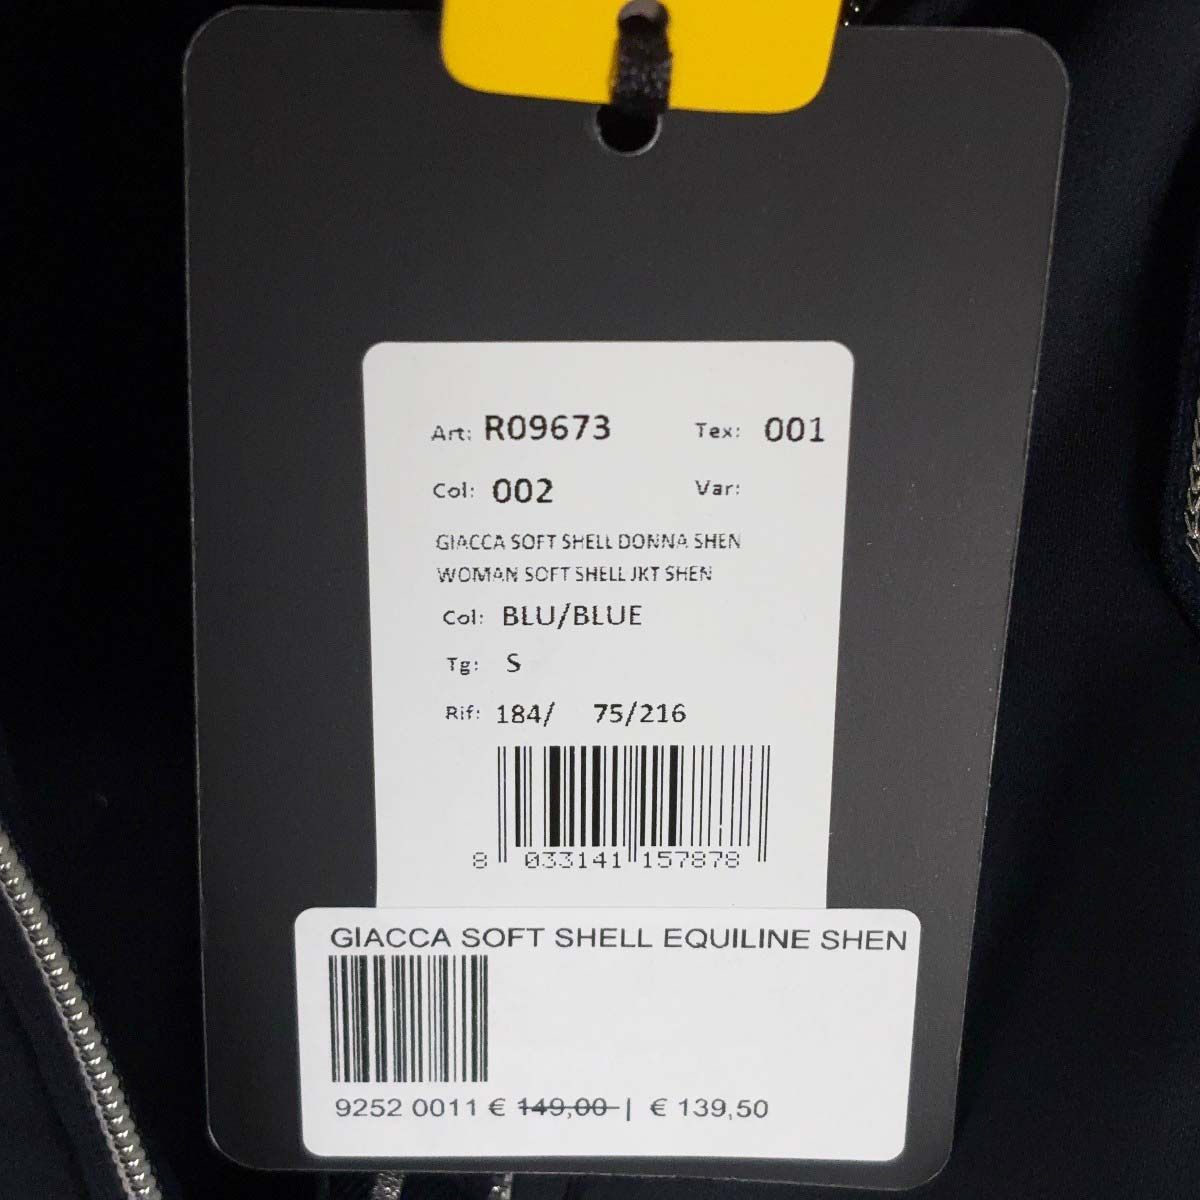 Art: R09673 Tex: 001
Col: 002 Var:
GIACCA SOFT SHELL DONNA SHEN
WOMAN SOFT SHELL JKT SHEN
Col: BLU/BLUE
Tg: S
Rif: 184/ 75/216
8 033141 157878
GIACCA SOFT SHELL EQUILINE SHEN
9252 0011 € 149,00 | € 139,50